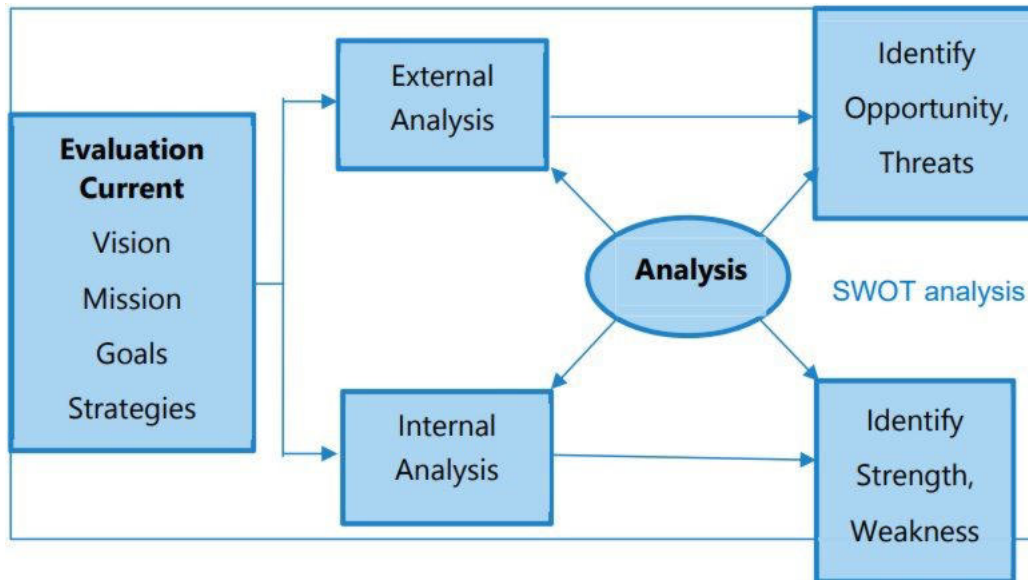 Evaluation
Current
Vision
Mission
Goals
Strategies
External
Analysis
Internal
Analysis
Analysis
Identify
Opportunity,
Threats
SWOT analysis
Identify
Strength,
Weakness